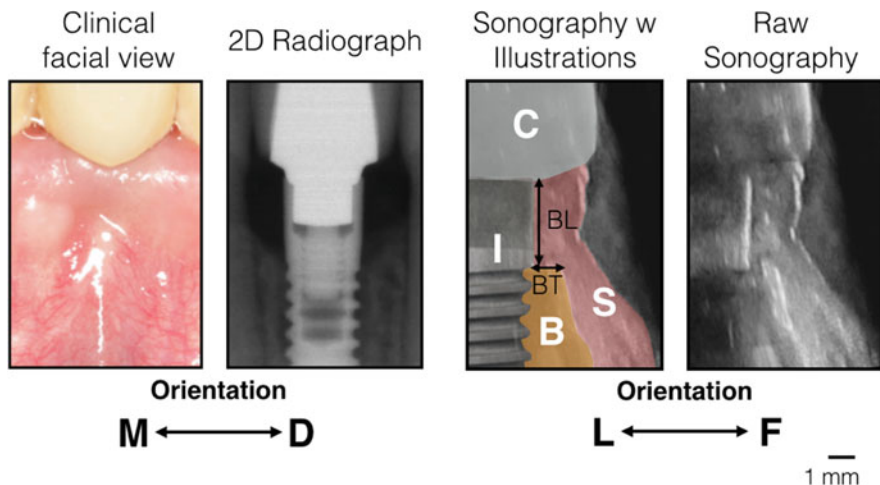 Clinical
facial view
2D Radiograph
Sonography w
Illustrations
Raw
Sonography
C
BL
I
BT
S
B
Orientation
M D
Orientation
L F
1 mm